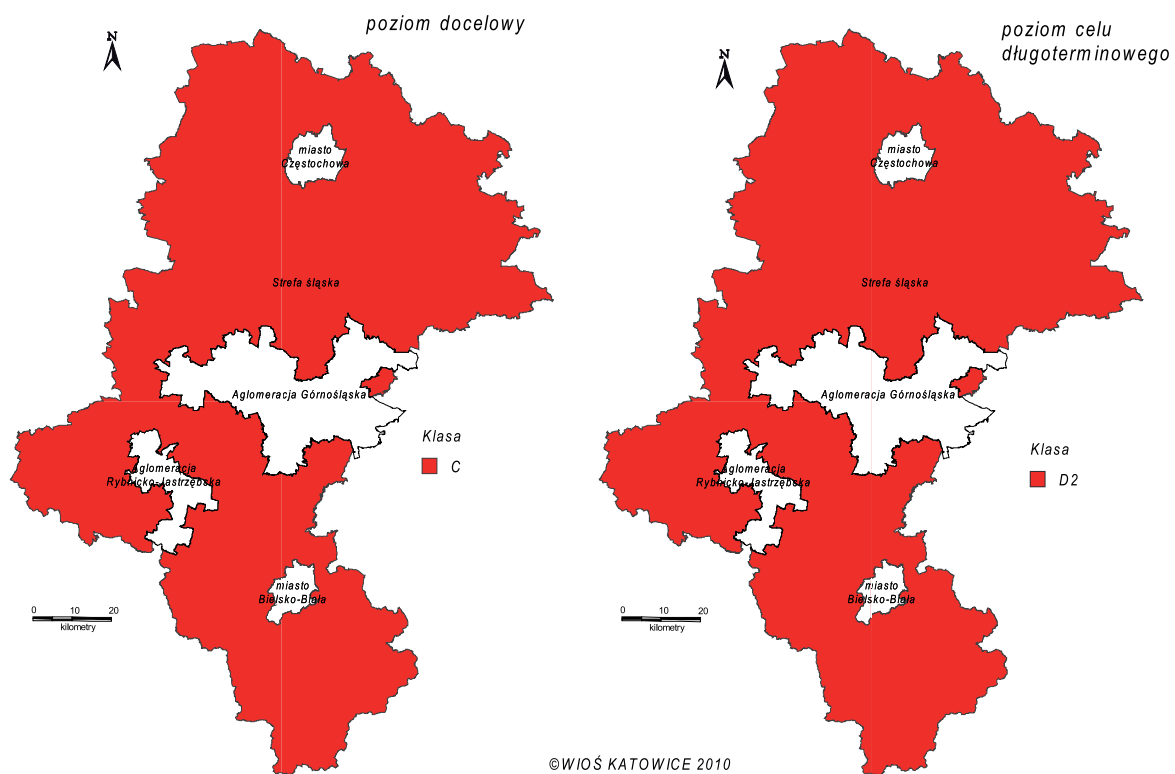 poziom docelowy
N
miasto
Częstochowa
Strefa śląska
Aglomeracja Górnośląska
Klasa
C
Aglomeracja
Rybnicko-Jastrzębska
miasto
Bielsko-Biała
0 10 20
kilometry
poziom celu
długoterminowego
N
miasto
Częstochowa
Strefa śląska
Aglomeracja Górnośląska
Klasa
D2
Aglomeracja
Rybnicko-Jastrzębska
miasto
Bielsko-Biała
0 10 20
kilometry
©WIOŚ KATOWICE 2010